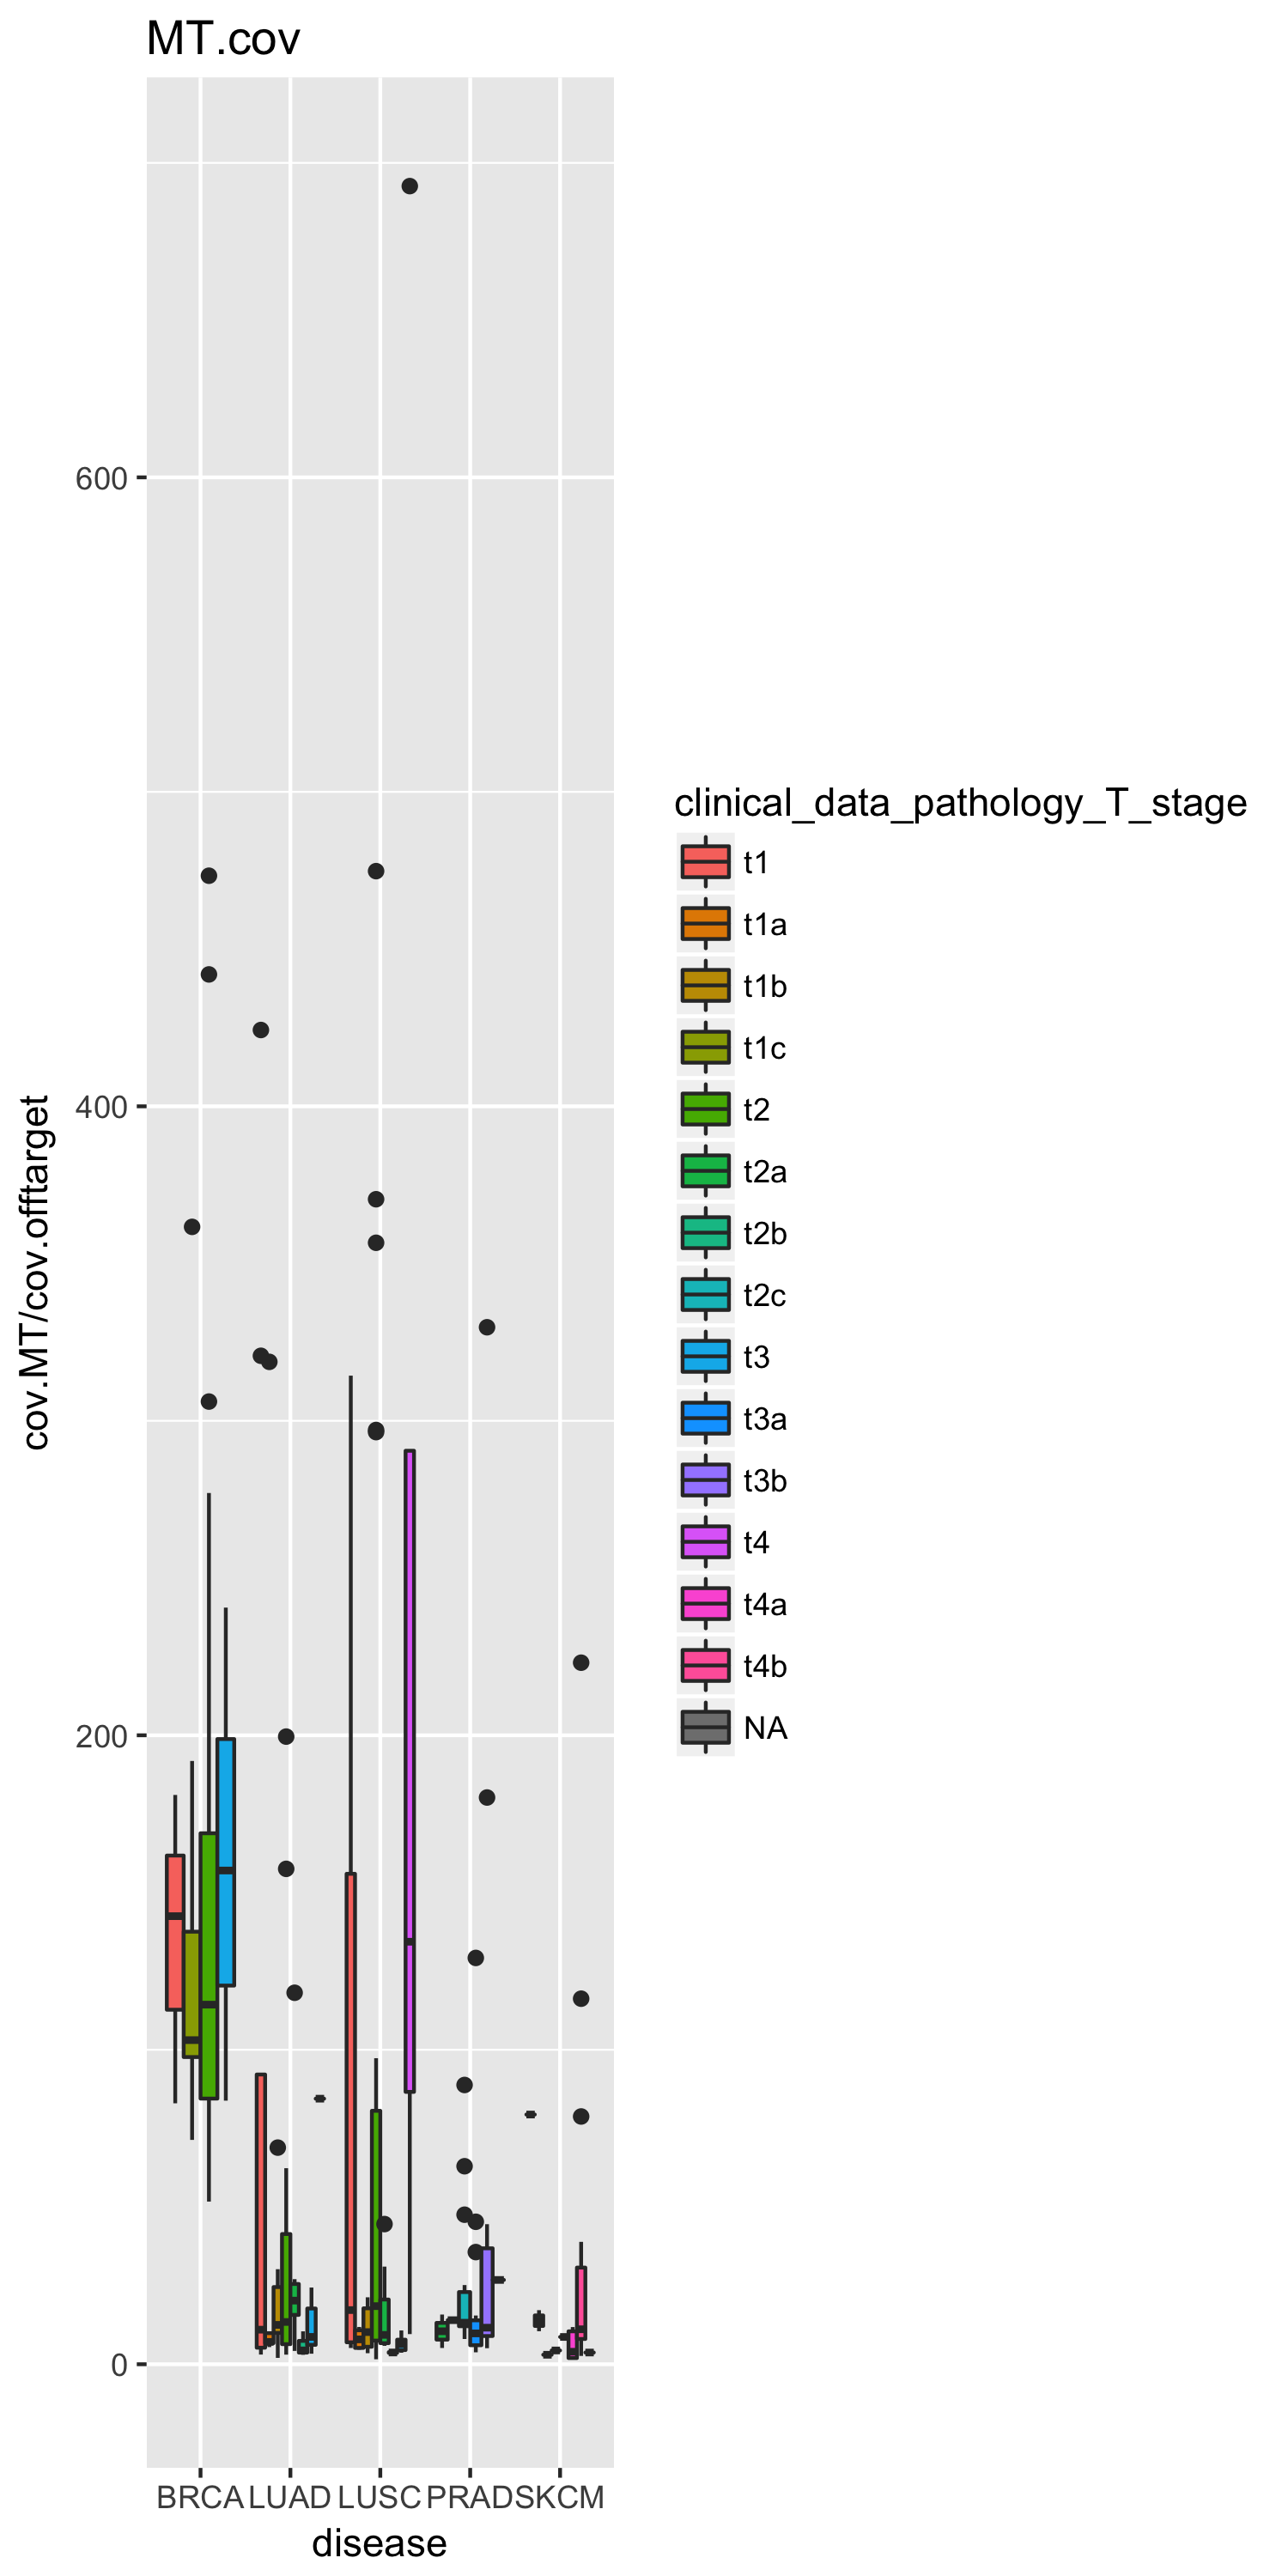 MT.cov
600
400
200
0
cov.MT/cov.offtarget
BRCA LUAD LUSC PRAD SKCM
disease
clinical_data_pathology_T_stage
t1
t1a
t1b
t1c
t2
t2a
t2b
t2c
t3
t3a
t3b
t4
t4a
t4b
NA